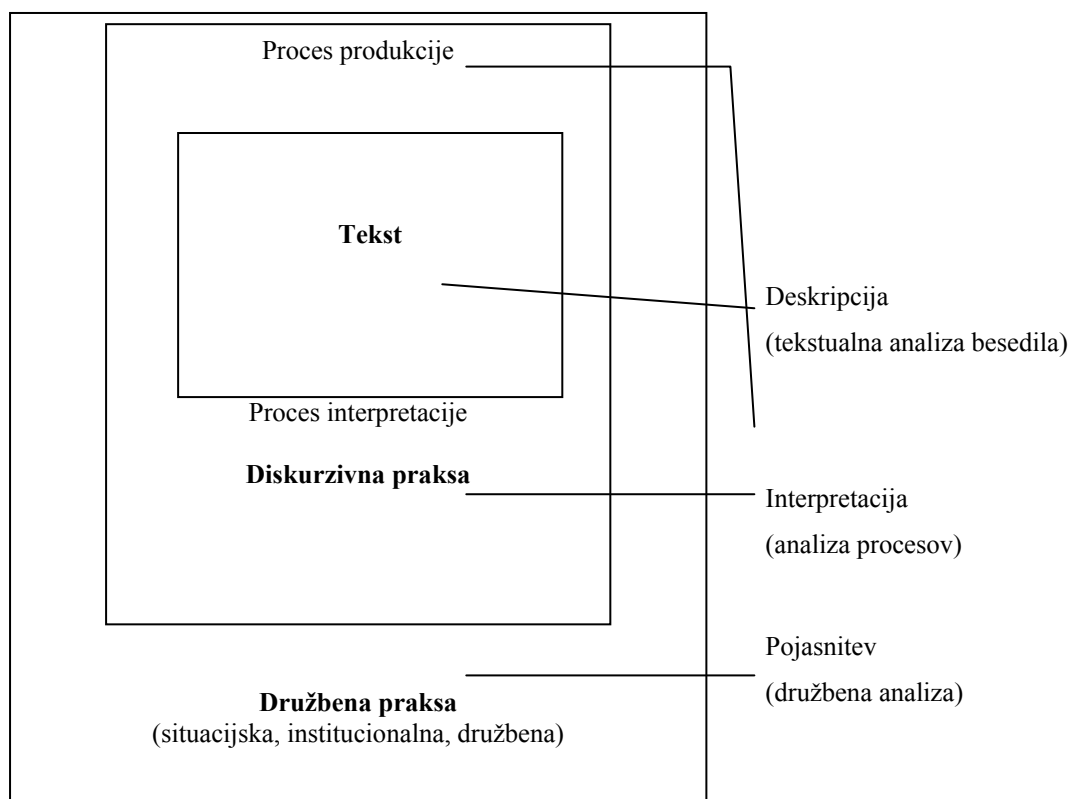 Proces produkcije
Tekst
Deskripcija
(tekstualna analiza besedila)
Proces interpretacije
Diskurzivna praksa
Interpretacija
(analiza procesov)
Pojasnitev
(družbena analiza)
Družbena praksa
(situacijska, institucionalna, družbena)